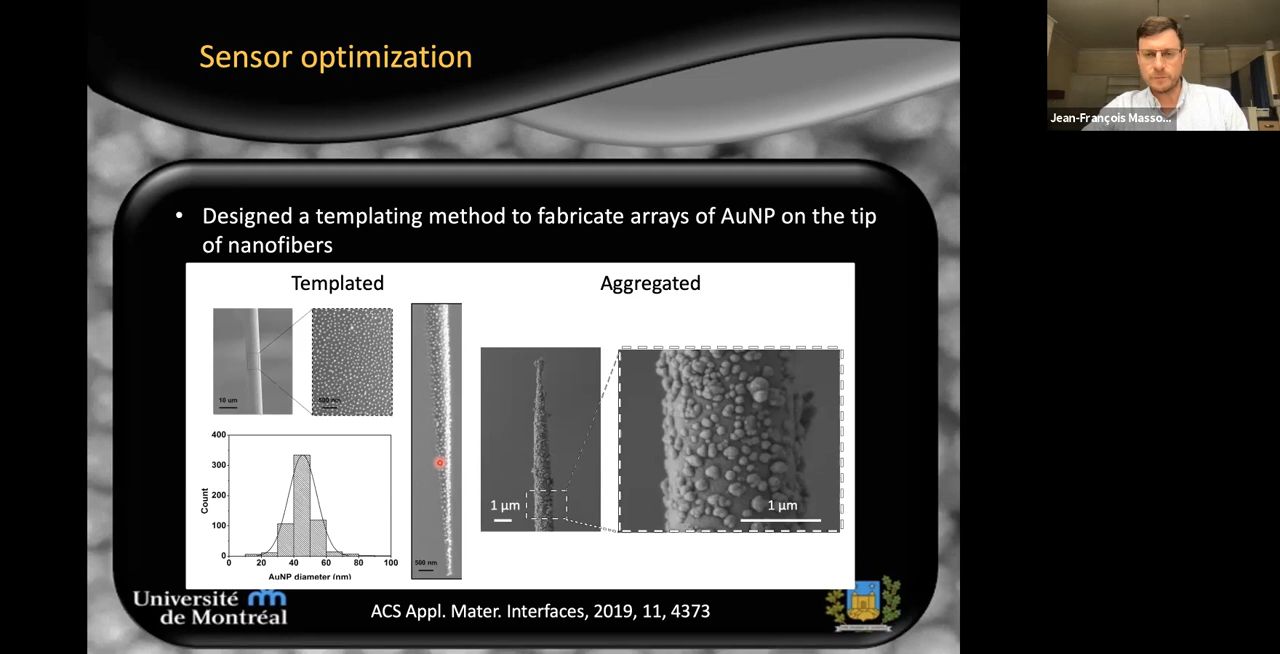 Sensor optimization
Jean-François Masso...
• Designed a templating method to fabricate arrays of AuNP on the tip
of nanofibers
Templated
Aggregated
10 um
500 nm
400
300
200
100
0
Count
0 20 40 60 80 100
AuNP diameter (nm)
500 nm
1 µm
1 µm
Université
de Montréal
ACS Appl. Mater. Interfaces, 2019, 11, 4373